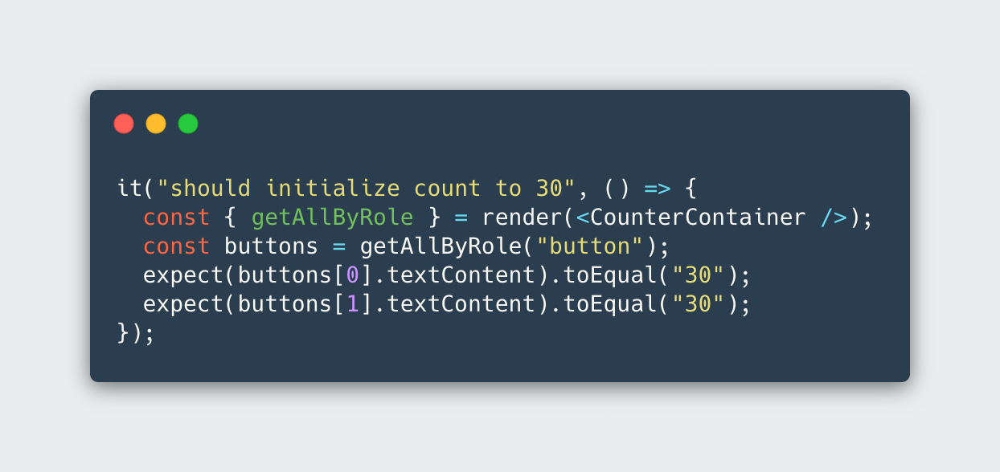 it("should initialize count to 30", () => {
  const { getAllByRole } = render(<CounterContainer />);
  const buttons = getAllByRole("button");
  expect(buttons[0].textContent).toEqual("30");
  expect(buttons[1].textContent).toEqual("30");
});